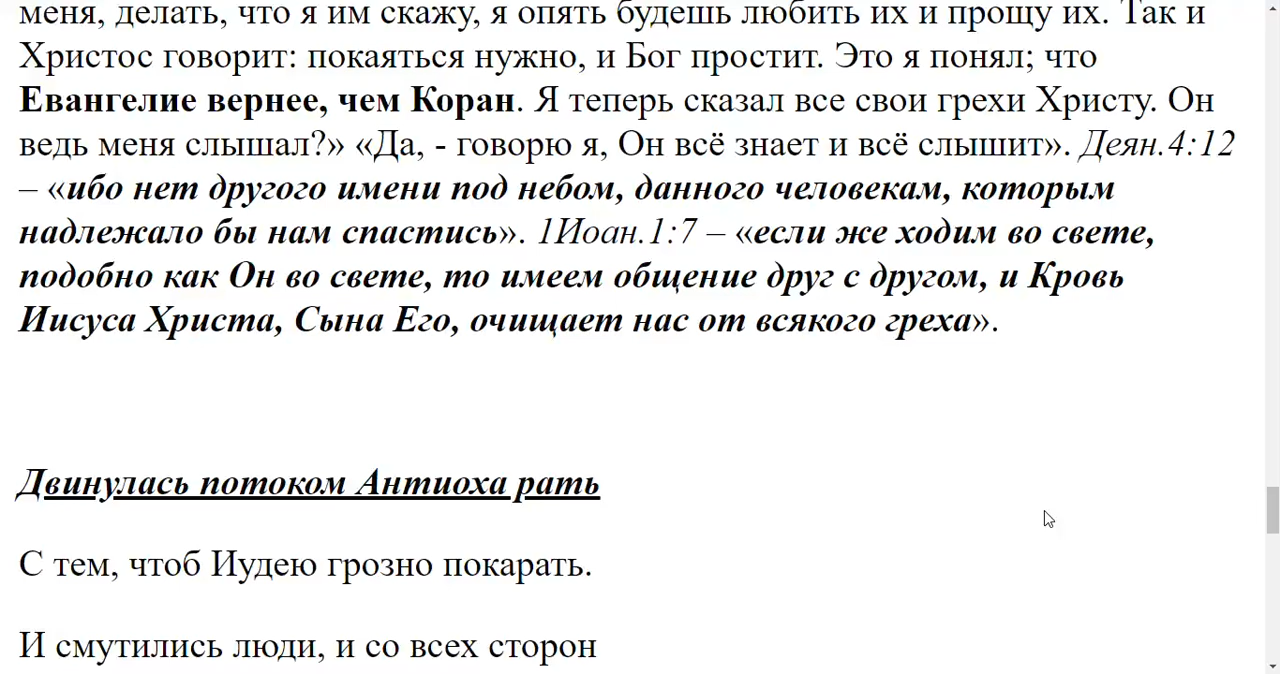 меня, делать, что я им скажу, я опять будешь любить их и прощу их. Так и
Христос говорит: покаяться нужно, и Бог простит. Это я понял; что
Евангелие вернее, чем Коран. Я теперь сказал все свои грехи Христу. Он
ведь меня слышал?» «Да, - говорю я, Он всё знает и всё слышит». Деян.4:12
– «ибо нет другого имени под небом, данного человекам, которым
надлежало бы нам спастись». 1Иоан.1:7 – «если же ходим во свете,
подобно как Он во свете, то имеем общение друг с другом, и Кровь
Иисуса Христа, Сына Его, очищает нас от всякого греха».
Двинулась потоком Антиоха рать
С тем, чтоб Иудею грозно покарать.
И смутились люди, и со всех сторон